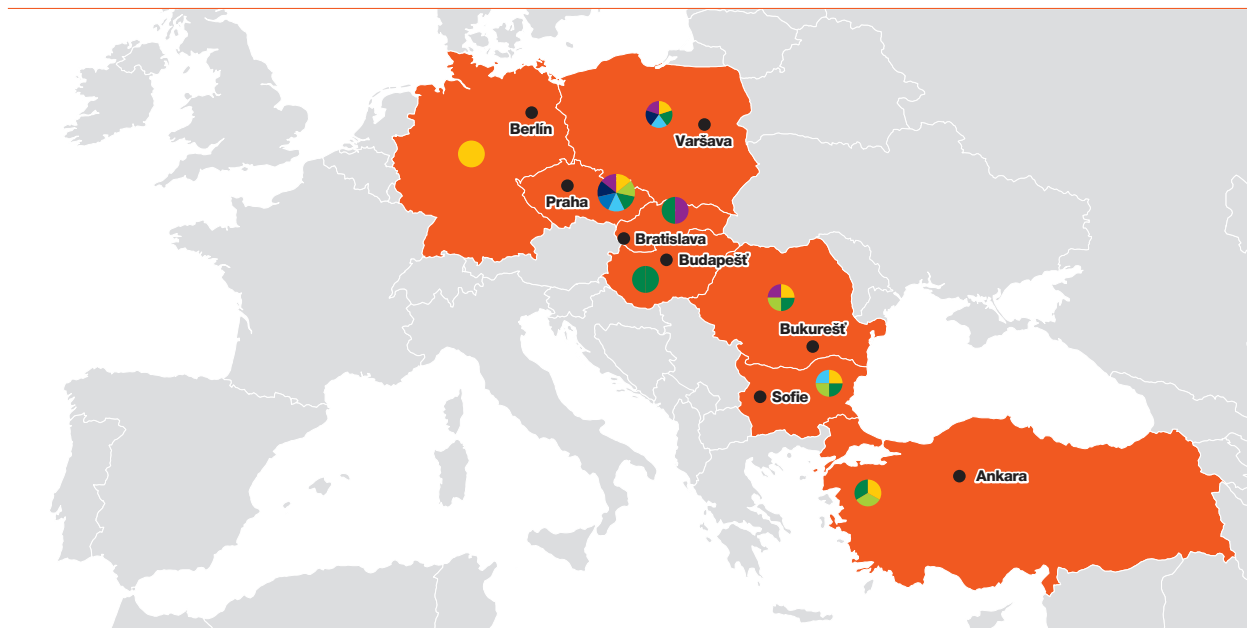 Berlín
Varšava
Praha
Bratislava
Budapešť
Bukurešť
Sofie
Ankara